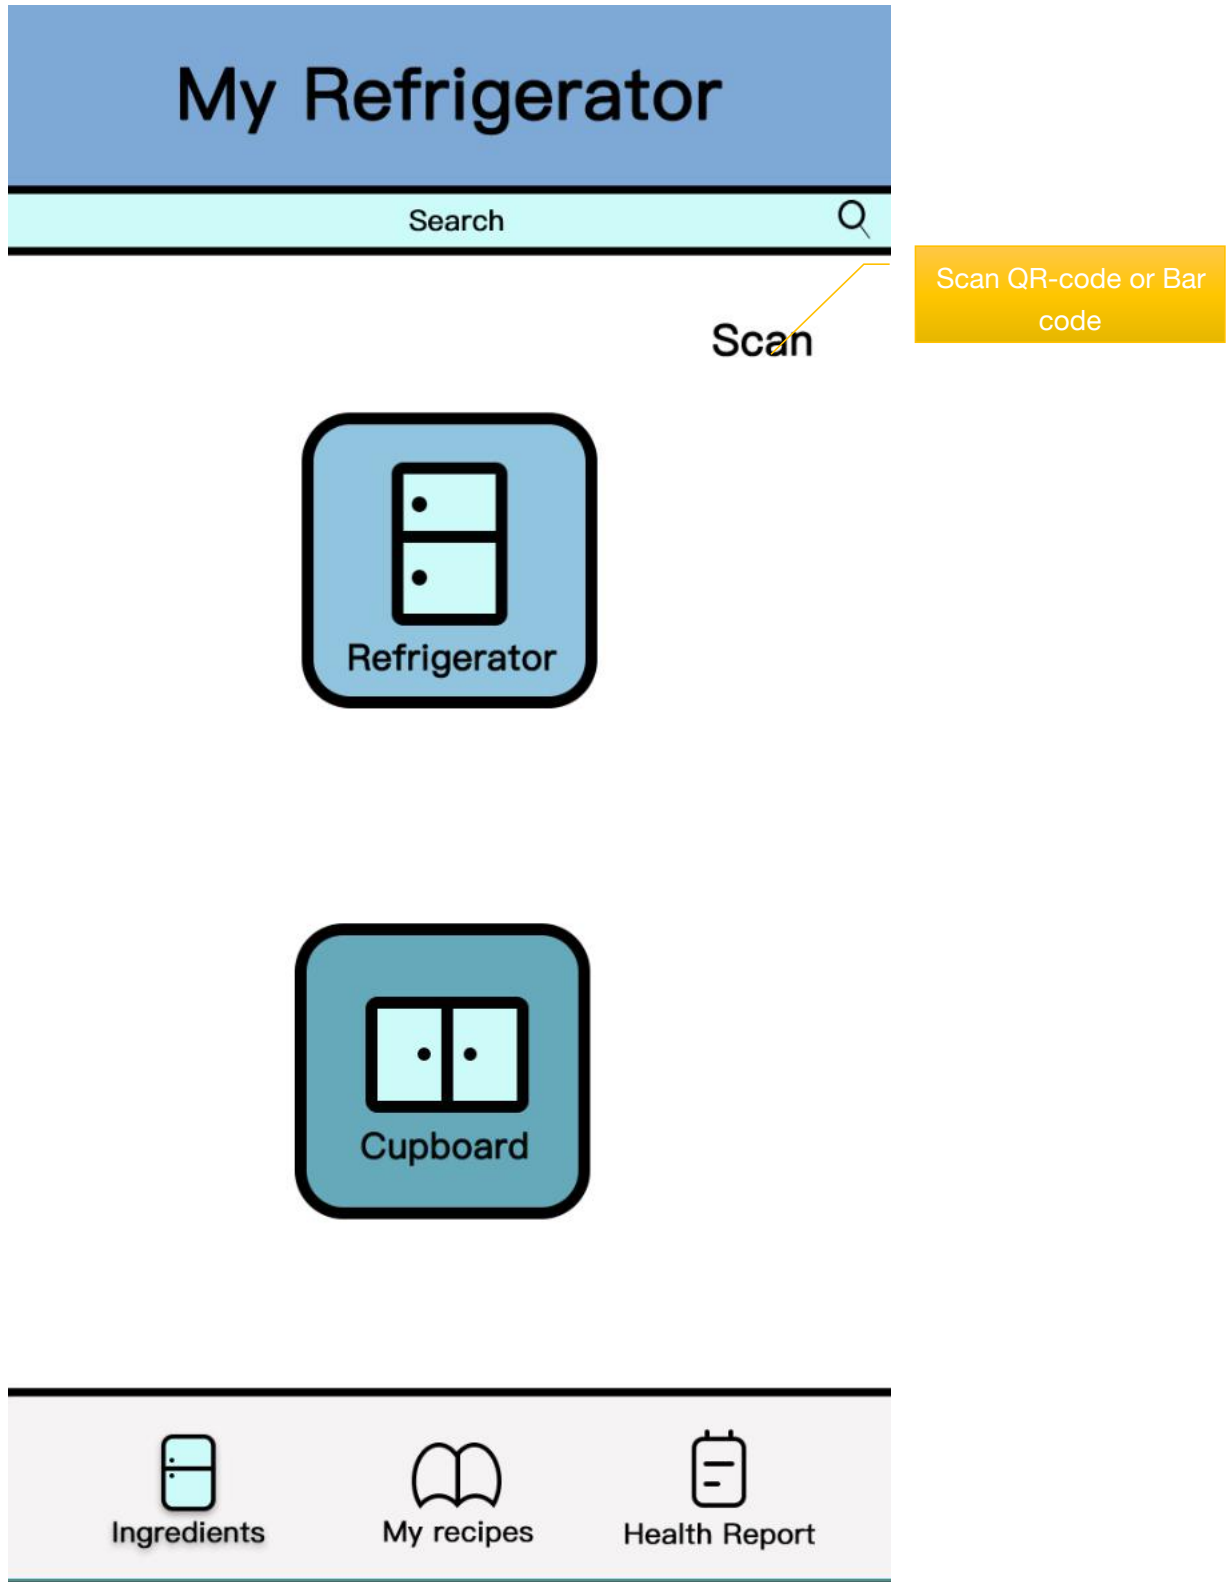 My Refrigerator
Search
Scan QR-code or Bar
code
Scan
Refrigerator
Cupboard
Ingredients
My recipes
Health Report